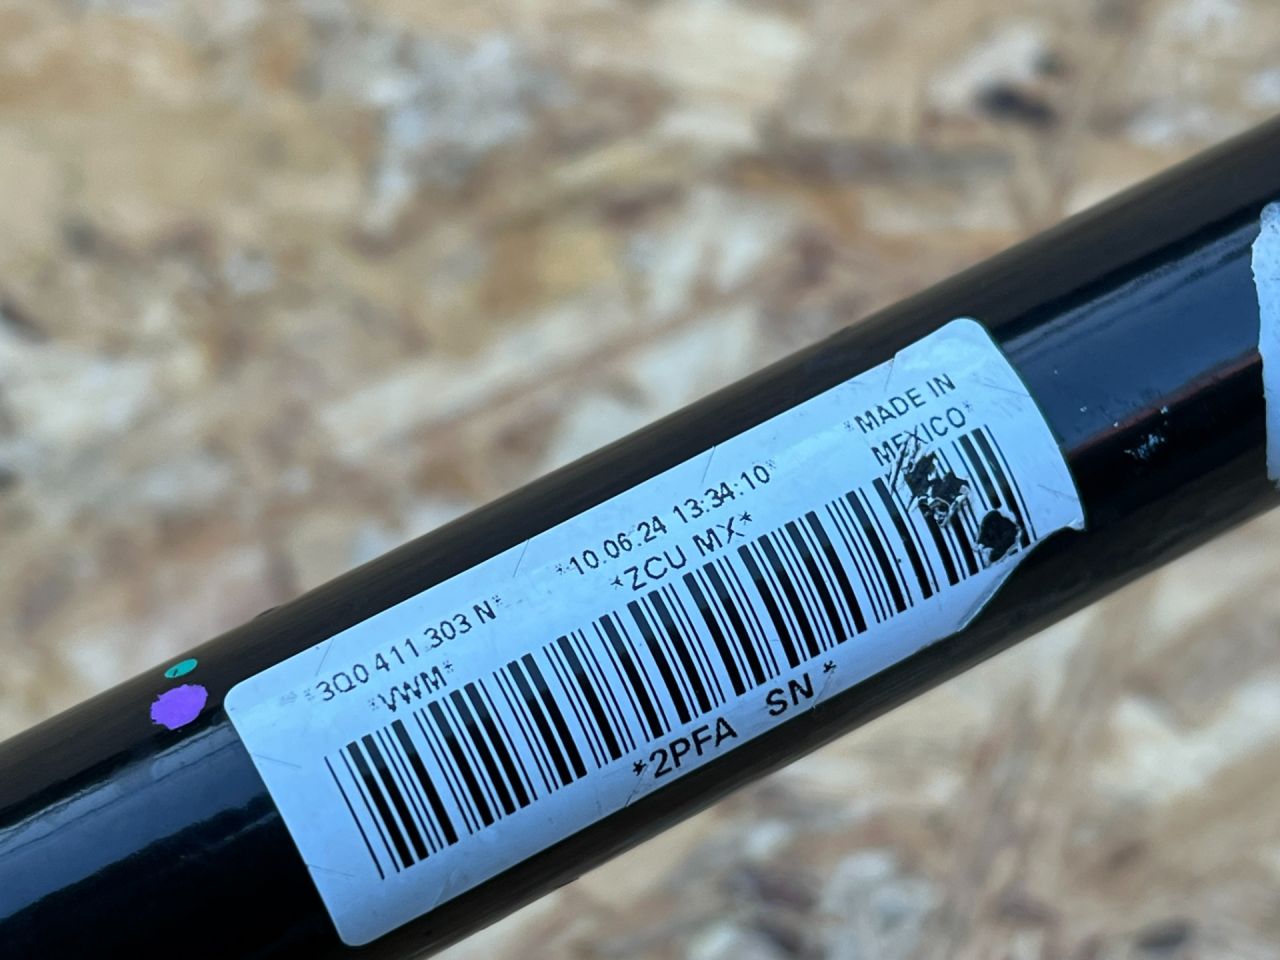 *3Q0 411 303 N*
*VWM*
*10.06.24 13:34:10*
*ZCU MX*
*MADE IN
MEXICO*
*2PFA SN *